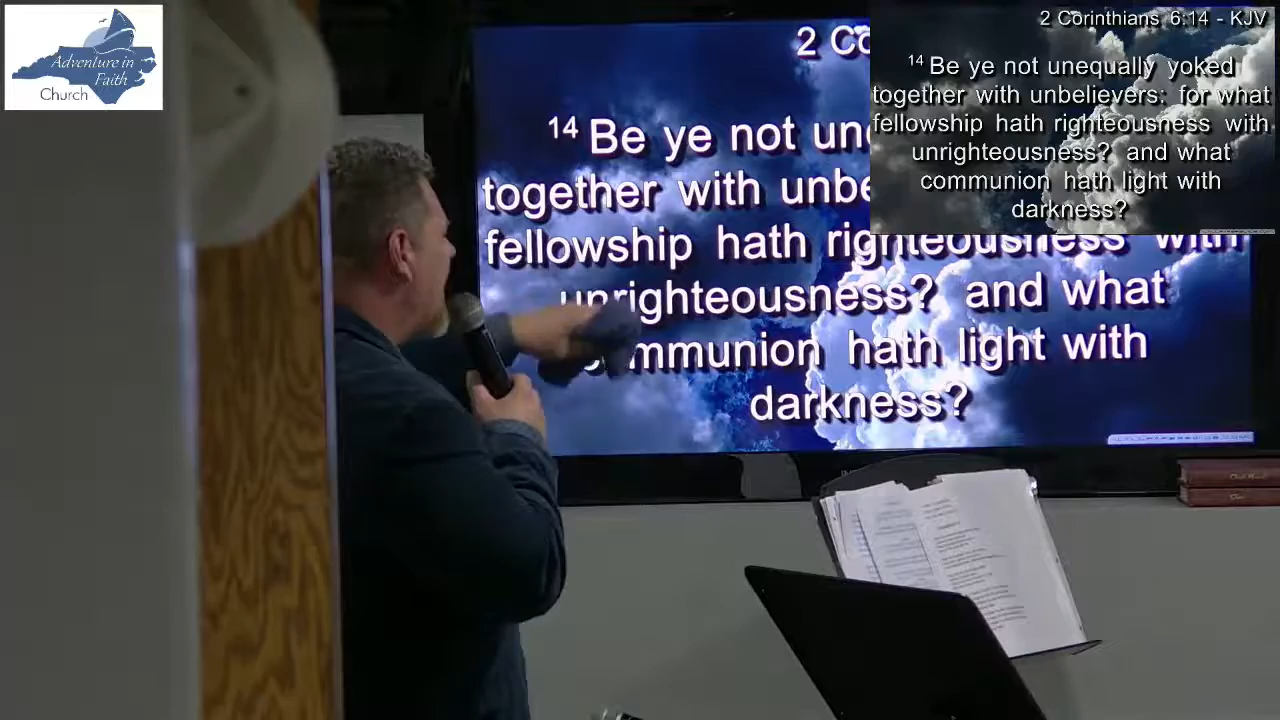 Adventure in
Faith
Church
2 Co
14 Be ye not une
together with unbe
fellowship hath righteousness with
unrighteousness? and what
communion hath light with
darkness?
2 Corinthians 6:14 - KJV
14 Be ye not unequally yoked
together with unbelievers: for what
fellowship hath righteousness with
unrighteousness? and what
communion hath light with
darkness?